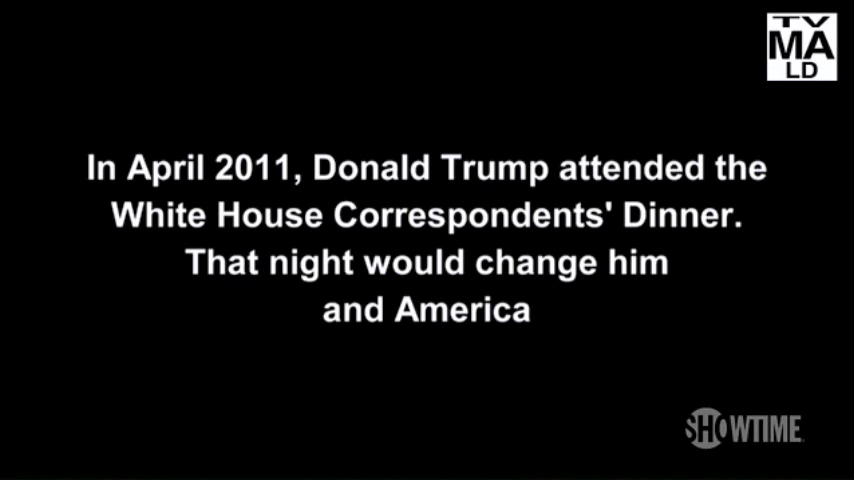 TV
MA
LD
In April 2011, Donald Trump attended the
White House Correspondents' Dinner.
That night would change him
and America
SHOWTIME